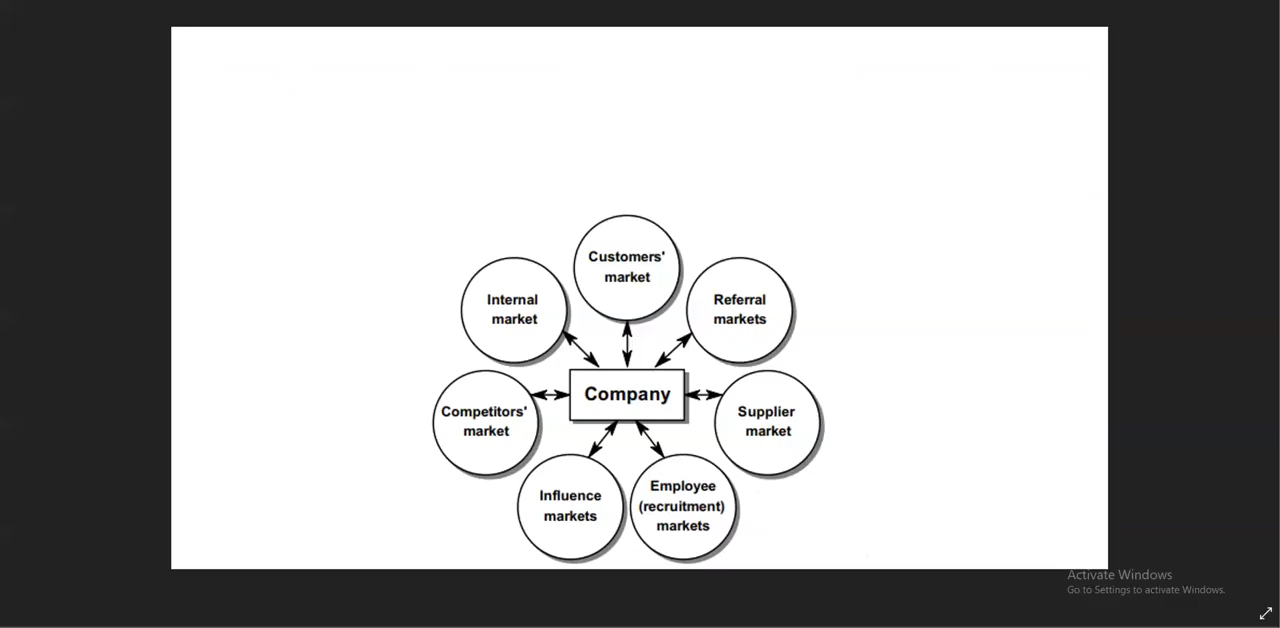 Customers'
market
Internal
market
Referral
markets
Company
Competitors'
market
Supplier
market
Influence
markets
Employee
(recruitment)
markets
Activate Windows
Go to Settings to activate Windows.